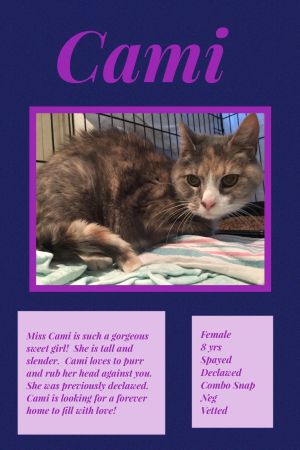 Cami
Miss Cami is such a gorgeous
sweet girl! She is tall and
slender. Cami loves to purr
and rub her head against you.
She was previously declawed.
Cami is looking for a forever
home to fill with love!
Female
8 yrs
Spayed
Declawed
Combo Snap
Neg
Vetted